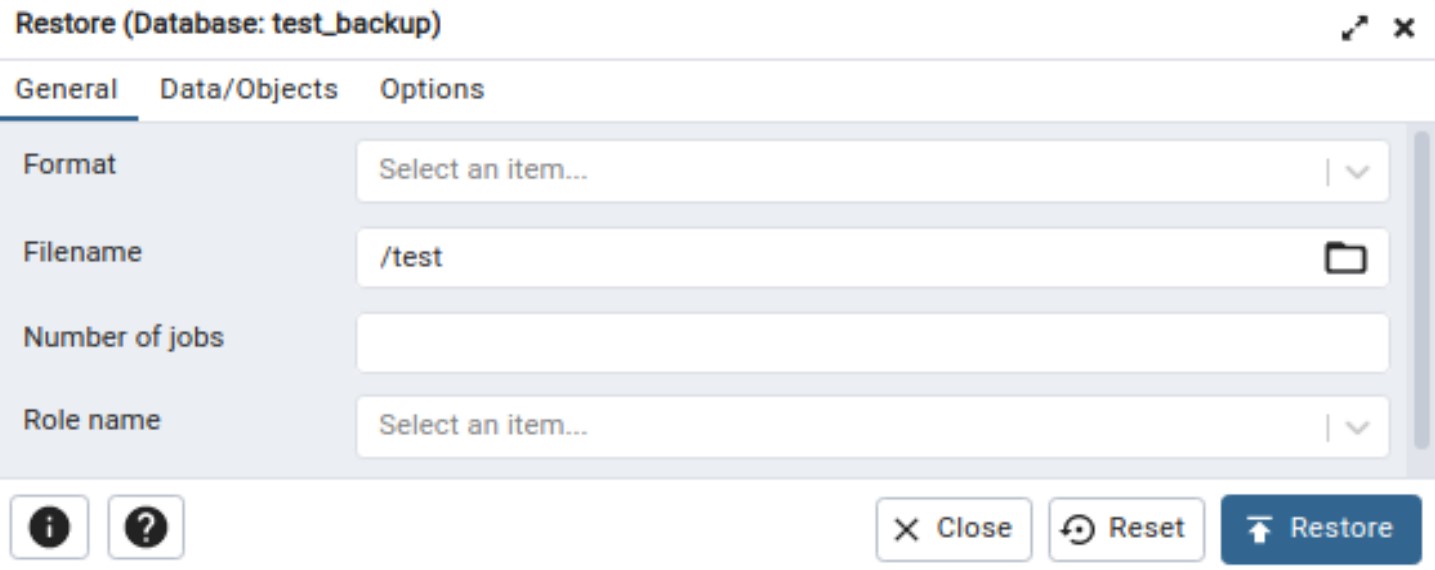 Restore (Database: test_backup)
General Data/Objects Options
Format Select an item...
Filename /test
Number of jobs
Role name Select an item...
Close Reset Restore